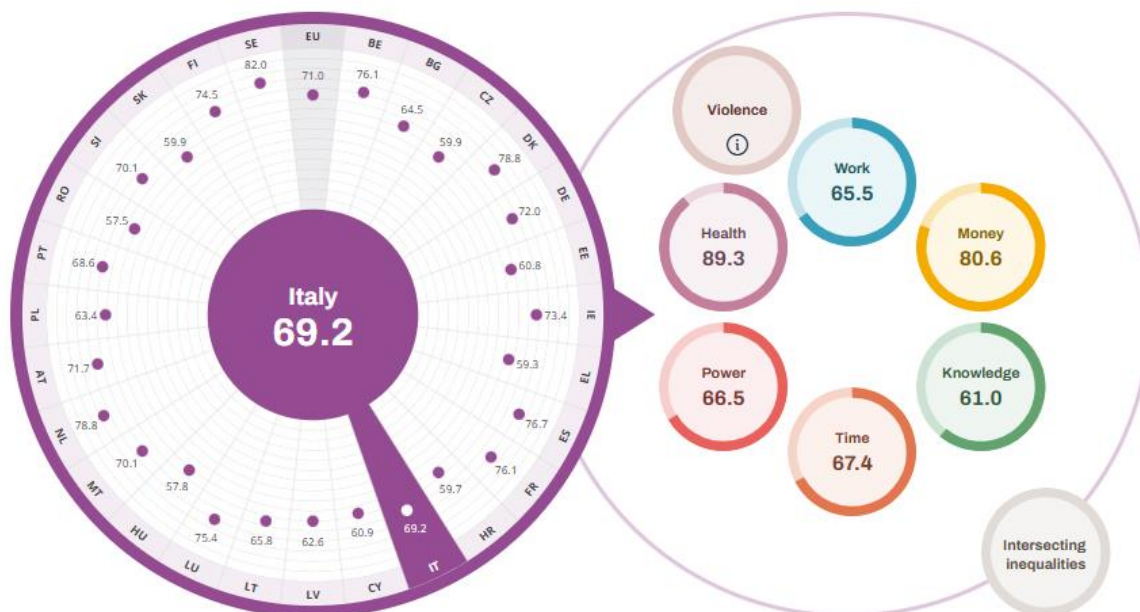 EU
71.0
BE
76.1
BG
64.5
CZ
59.9
DK
78.8
DE
72.0
EE
60.8
IE
73.4
EL
59.3
ES
76.7
FR
76.1
HR
59.7
IT
69.2
CY
60.9
LV
62.6
LT
65.8
LU
75.4
HU
57.8
MT
70.1
NL
78.8
AT
71.7
PL
63.4
PT
68.6
RO
57.5
SI
70.1
SK
59.9
FI
74.5
SE
82.0
Italy
69.2
Violence
i
Work
65.5
Health
89.3
Money
80.6
Power
66.5
Knowledge
61.0
Time
67.4
Intersecting
inequalities